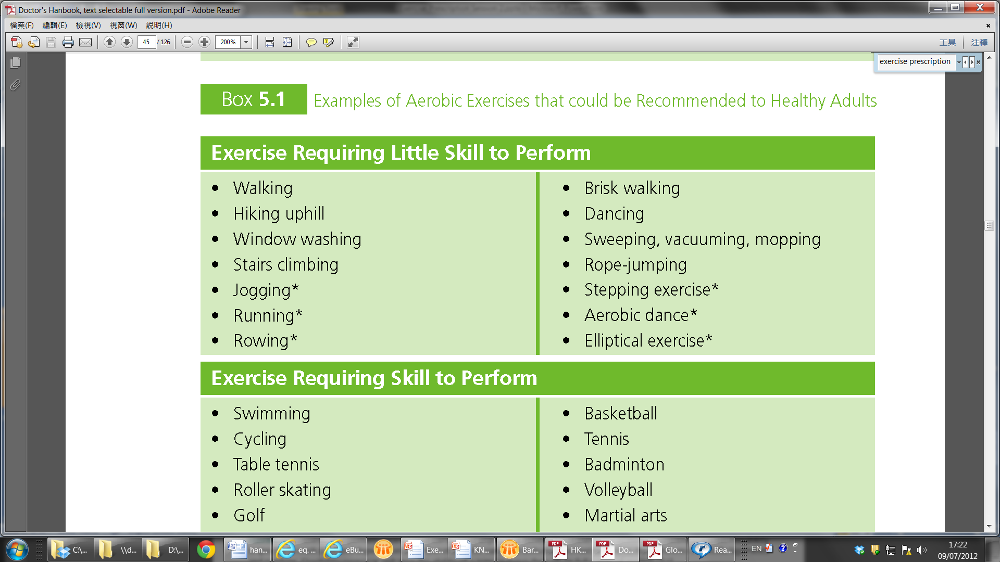 Doctor's Hanbook, text selectable full version.pdf - Adobe Reader
檔案(F) 編輯(E) 檢視(V) 視窗(W) 說明(H)
45 / 126 200% 工具 注釋
exercise prescription
Box 5.1 Examples of Aerobic Exercises that could be Recommended to Healthy Adults
Exercise Requiring Little Skill to Perform
• Walking
• Hiking uphill
• Window washing
• Stairs climbing
• Jogging*
• Running*
• Rowing*
• Brisk walking
• Dancing
• Sweeping, vacuuming, mopping
• Rope-jumping
• Stepping exercise*
• Aerobic dance*
• Elliptical exercise*
Exercise Requiring Skill to Perform
• Swimming
• Cycling
• Table tennis
• Roller skating
• Golf
• Basketball
• Tennis
• Badminton
• Volleyball
• Martial arts
C:\... \\d... D:\... han... eq. ... eBu... Exe... KN... Bar... HK... Do... Glo... Rea... EN 17:22
09/07/2012